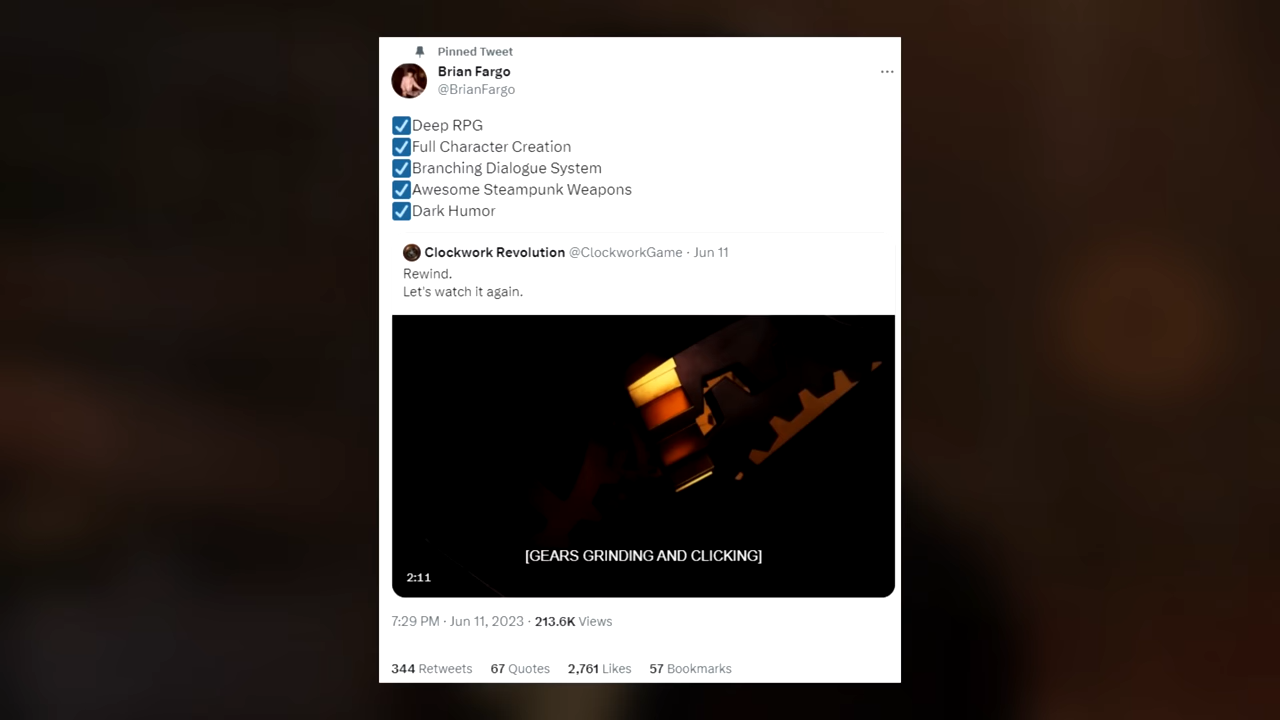 Pinned Tweet
Brian Fargo
@BrianFargo
☑Deep RPG
☑Full Character Creation
☑Branching Dialogue System
☑Awesome Steampunk Weapons
☑Dark Humor
Clockwork Revolution @ClockworkGame · Jun 11
Rewind.
Let's watch it again.
[GEARS GRINDING AND CLICKING]
2:11
7:29 PM · Jun 11, 2023 · 213.6K Views
344 Retweets 67 Quotes 2,761 Likes 57 Bookmarks